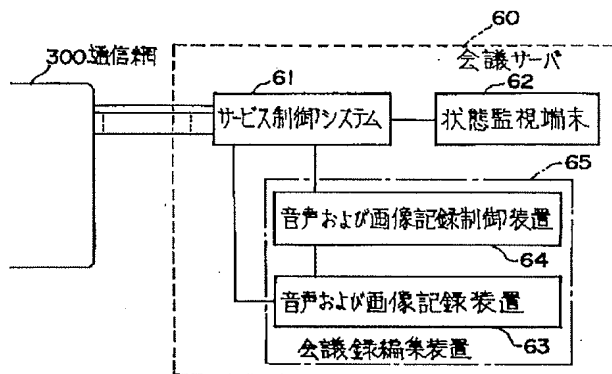 60
会議サーバ
300通信網
61
サービス制御システム
62
状態監視端末
65
音声および画像記録制御装置
64
音声および画像記録装置
63
会議録編集装置